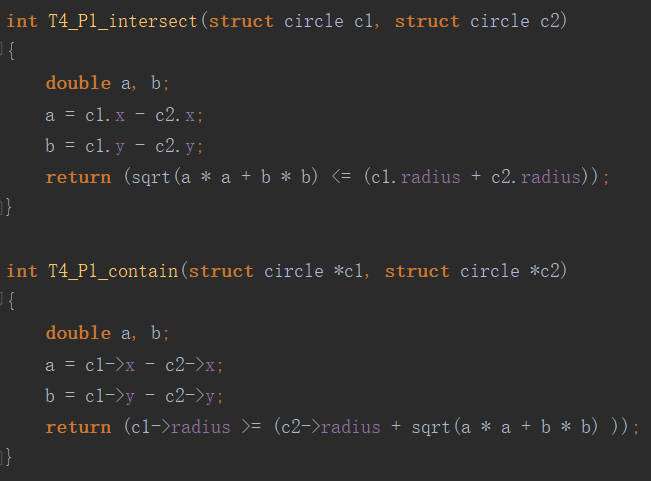 int T4_P1_intersect(struct circle c1, struct circle c2)
{
    double a, b;
    a = c1.x - c2.x;
    b = c1.y - c2.y;
    return (sqrt(a * a + b * b) <= (c1.radius + c2.radius));
}
int T4_P1_contain(struct circle *c1, struct circle *c2)
{
    double a, b;
    a = c1->x - c2->x;
    b = c1->y - c2->y;
    return (c1->radius >= (c2->radius + sqrt(a * a + b * b) ));
}